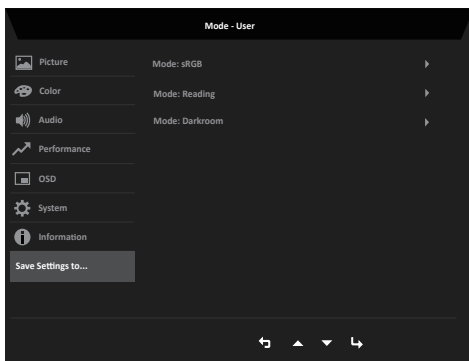 Mode - User
Picture
Mode: sRGB
Color
Mode: Reading
Audio
Mode: Darkroom
Performance
OSD
System
Information
Save Settings to...